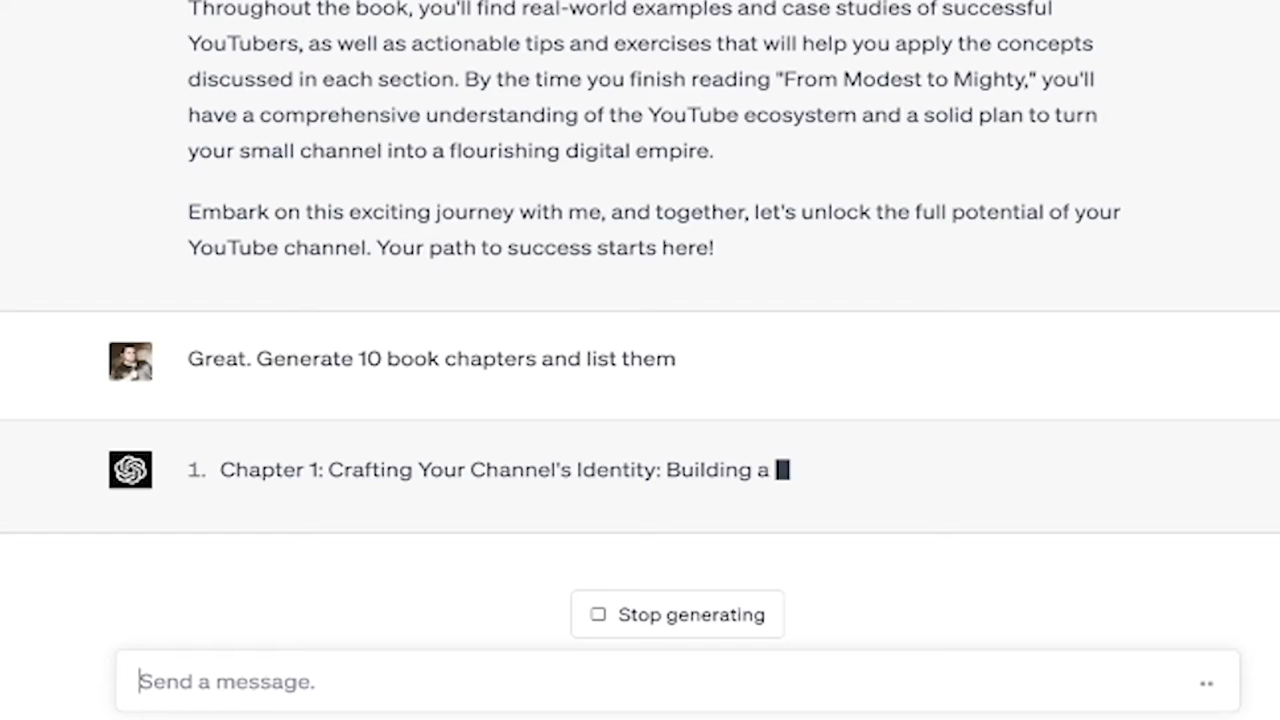 Throughout the book, you'll find real-world examples and case studies of successful
YouTubers, as well as actionable tips and exercises that will help you apply the concepts
discussed in each section. By the time you finish reading "From Modest to Mighty," you'll
have a comprehensive understanding of the YouTube ecosystem and a solid plan to turn
your small channel into a flourishing digital empire.
Embark on this exciting journey with me, and together, let's unlock the full potential of your
YouTube channel. Your path to success starts here!
Great. Generate 10 book chapters and list them
1. Chapter 1: Crafting Your Channel's Identity: Building a
Stop generating
Send a message.